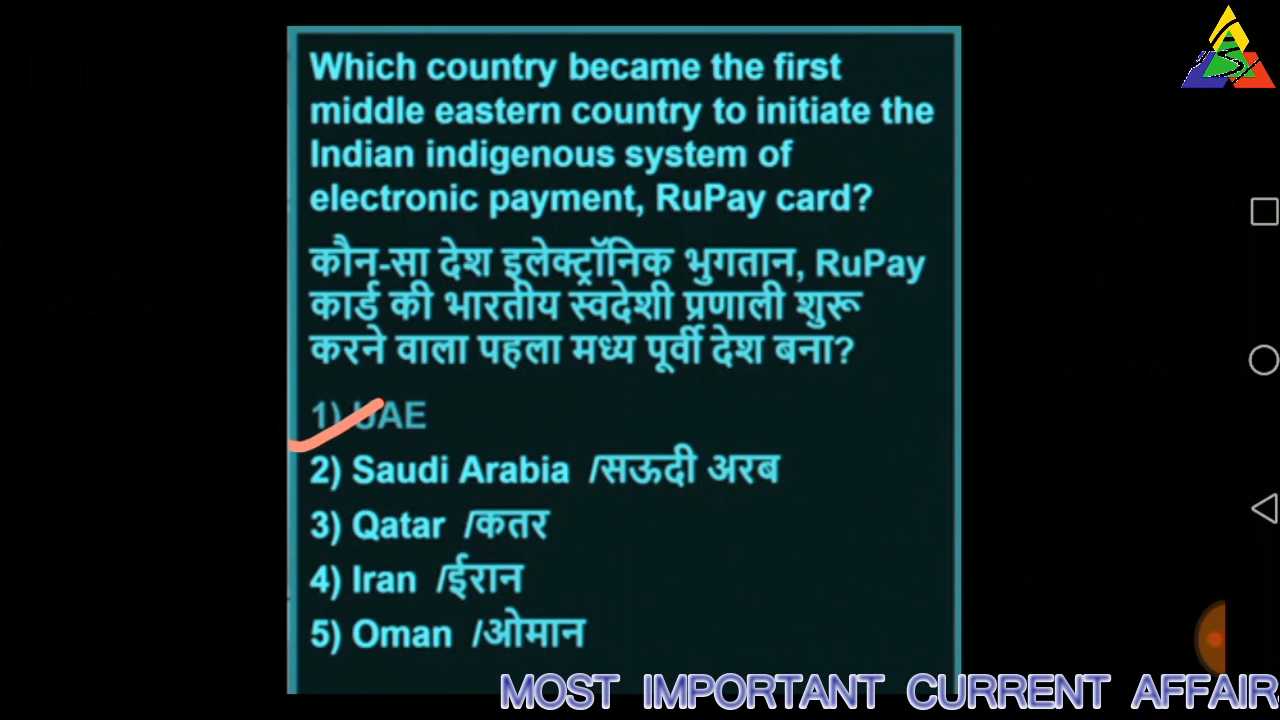 Which country became the first
middle eastern country to initiate the
Indian indigenous system of
electronic payment, RuPay card?
कौन-सा देश इलेक्ट्रॉनिक भुगतान, RuPay
कार्ड की भारतीय स्वदेशी प्रणाली शुरू
करने वाला पहला मध्य पूर्वी देश बना?
1) UAE
2) Saudi Arabia /सऊदी अरब
3) Qatar /कतर
4) Iran /ईरान
5) Oman /ओमान
MOST IMPORTANT CURRENT AFFAIR